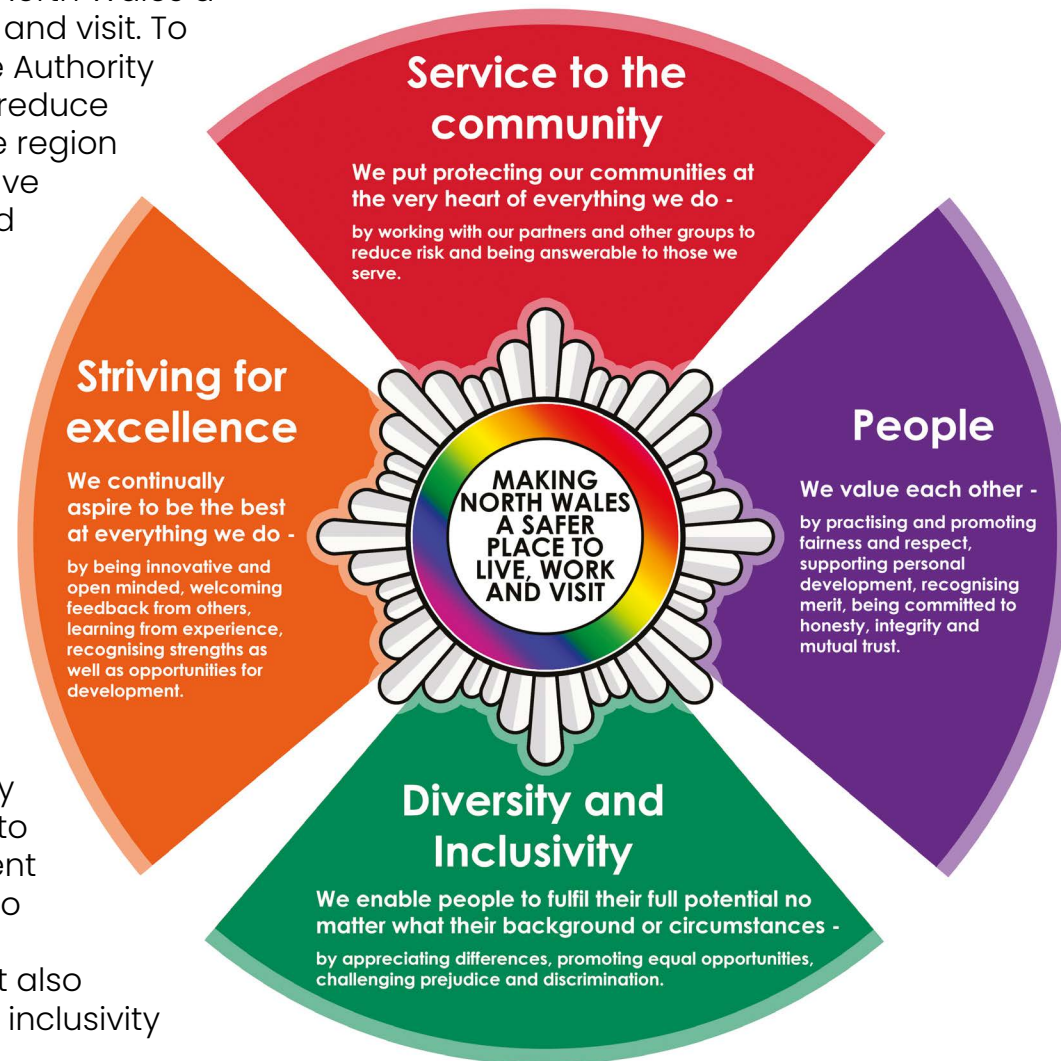 North Wales a
and visit. To
Authority
reduce
region
ve
d
Service to the
community
We put protecting our communities at
the very heart of everything we do -
by working with our partners and other groups to
reduce risk and being answerable to those we
serve.
Striving for
excellence
We continually
aspire to be the best
at everything we do -
by being innovative and
open minded, welcoming
feedback from others,
learning from experience,
recognising strengths as
well as opportunities for
development.
MAKING
NORTH WALES
A SAFER
PLACE TO
LIVE, WORK
AND VISIT
People
We value each other -
by practising and promoting
fairness and respect,
supporting personal
development, recognising
merit, being committed to
honesty, integrity and
mutual trust.
Diversity and
Inclusivity
We enable people to fulfil their full potential no
matter what their background or circumstances -
by appreciating differences, promoting equal opportunities,
challenging prejudice and discrimination.
y
to
ent
o
t also
inclusivity